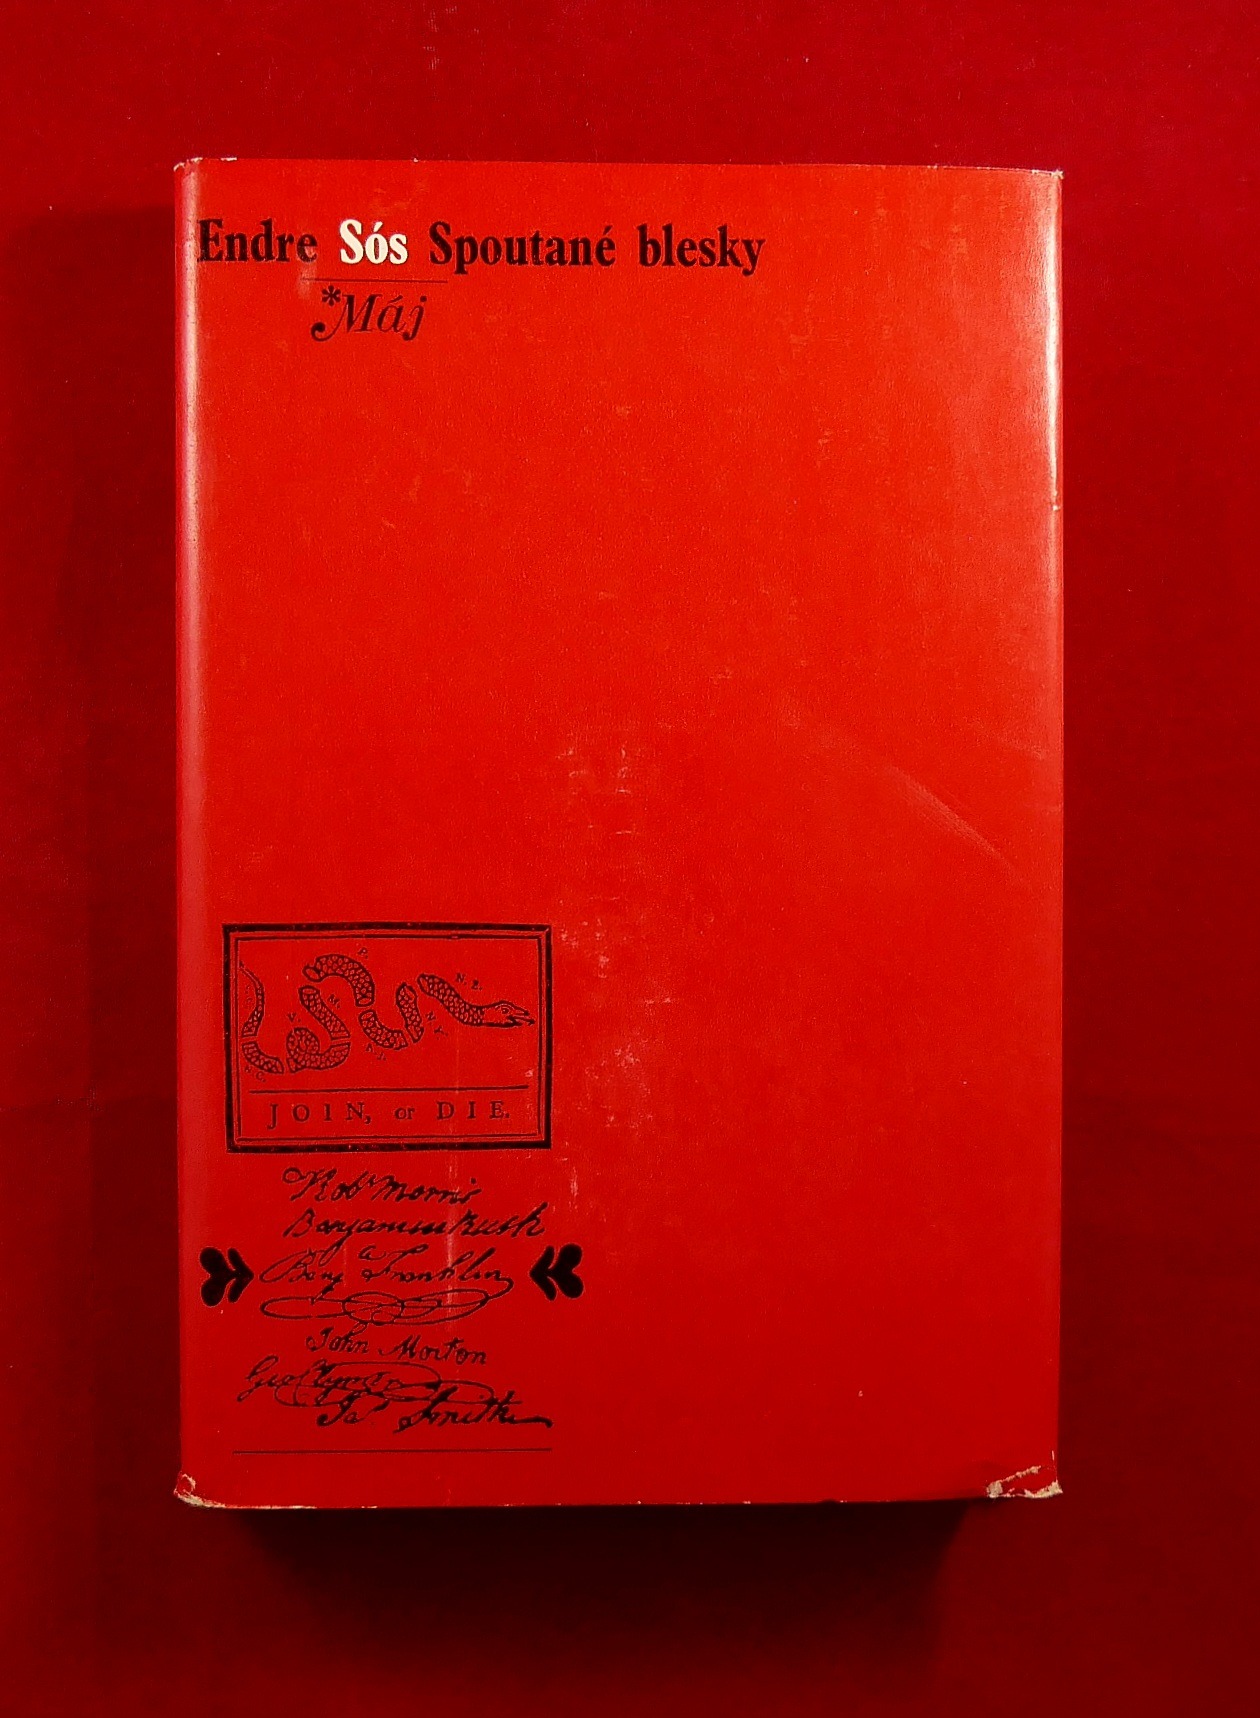 Endre Sós Spoutané blesky
*Máj
P.
N. E.
M.
V.
N.Y.
N.J.
JOIN, or DIE.
Robt Morris
Benjamin Rush
Benj Franklin
John Morton
Geo Clymer
Jas Smith